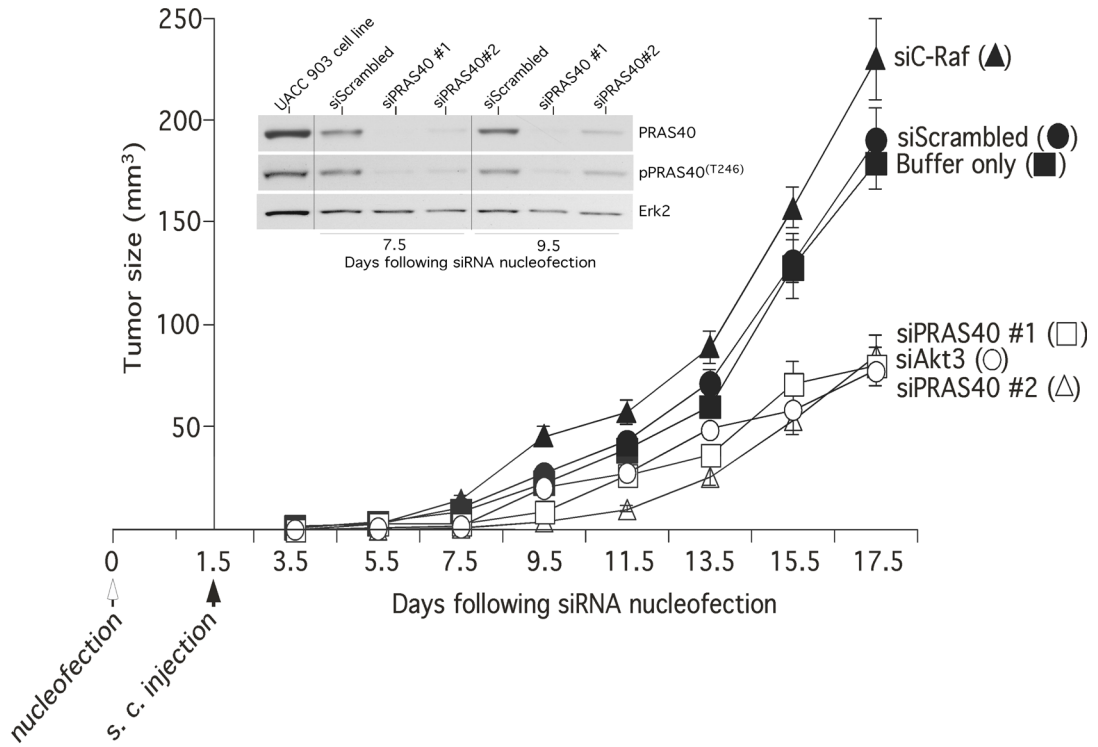 250
200
150
100
50
Tumor size (mm³)
UACC 903 cell line
siScrambled
siPRAS40 #1
siPRAS40#2
siScrambled
siPRAS40 #1
siPRAS40#2
PRAS40
pPRAS40(T246)
Erk2
7.5 9.5
Days following siRNA nucleofection
siC-Raf (▲)
siScrambled (●)
Buffer only (■)
siPRAS40 #1 (□)
siAkt3 (○)
siPRAS40 #2 (△)
0 1.5 3.5 5.5 7.5 9.5 11.5 13.5 15.5 17.5
Days following siRNA nucleofection
nucleofection
s. c. injection